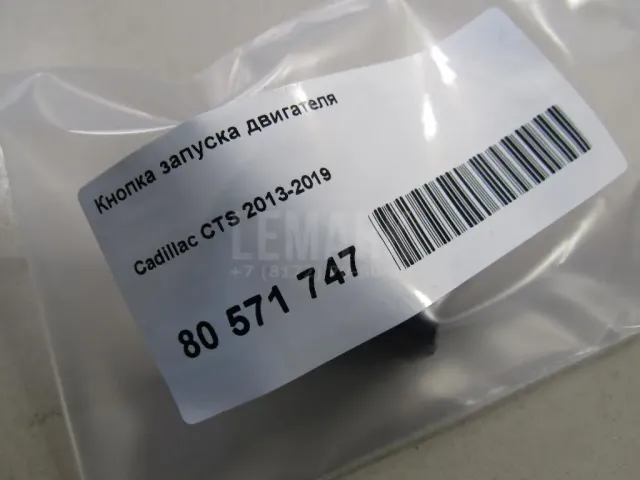 Кнопка запуска двигателя
Cadillac CTS 2013-2019
80 571 747